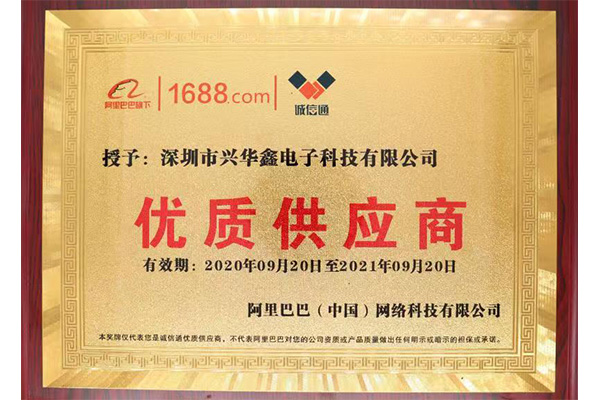 阿里巴巴旗下 1688.com 诚信通
授予：深圳市兴华鑫电子科技有限公司
优质供应商
有效期：2020年09月20日至2021年09月20日
阿里巴巴（中国）网络科技有限公司
本奖牌仅代表您是诚信通优质供应商，不代表阿里巴巴对您的公司资质或产品质量做出任何明示或暗示的担保或承诺。